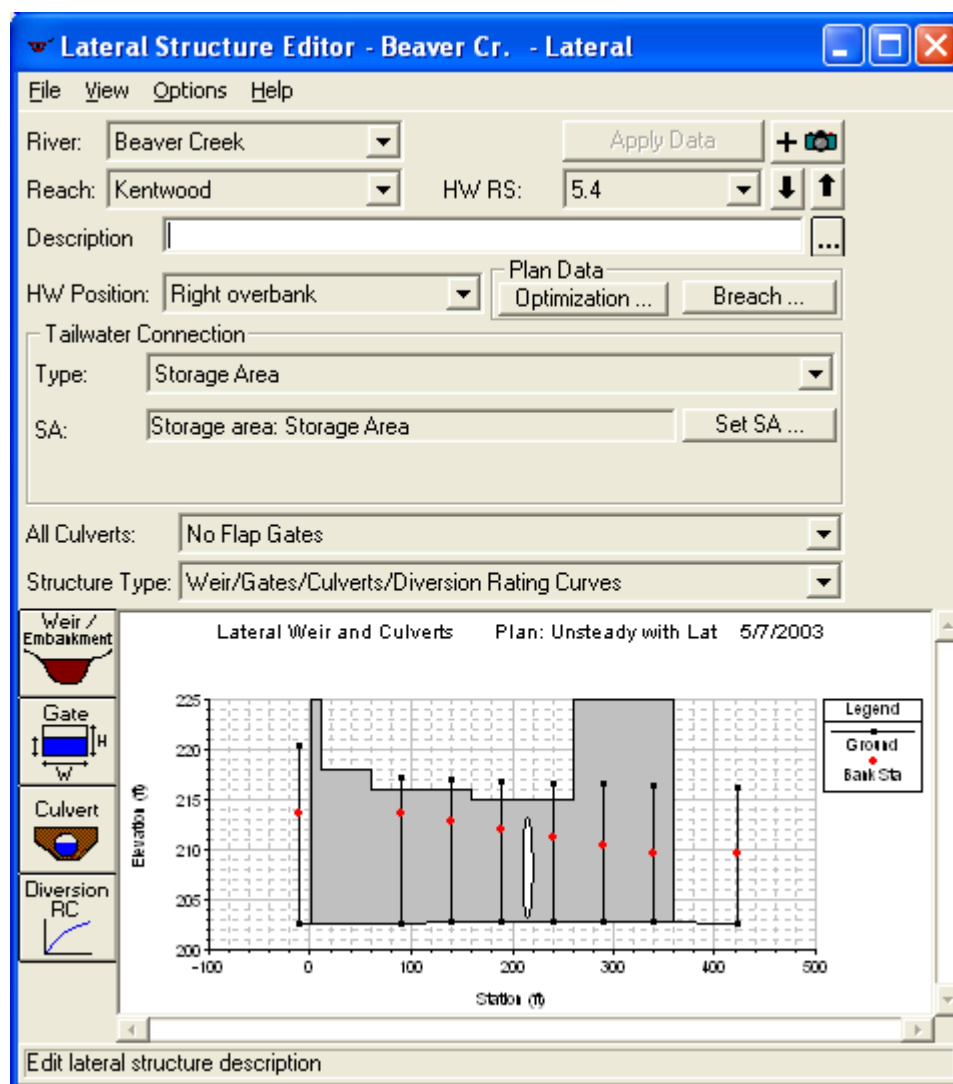 Lateral Structure Editor - Beaver Cr. - Lateral
File View Options Help
River: Beaver Creek Apply Data +
Reach: Kentwood HW RS: 5.4
Description ...
Plan Data
HW Position: Right overbank Optimization ... Breach ...
Tailwater Connection
Type: Storage Area
SA: Storage area: Storage Area Set SA ...
All Culverts: No Flap Gates
Structure Type: Weir/Gates/Culverts/Diversion Rating Curves
Weir /
Embankment
Gate
H
W
Culvert
Diversion
RC
Lateral Weir and Culverts Plan: Unsteady with Lat 5/7/2003
225
220
215
210
205
200
Elevation (ft)
-100 0 100 200 300 400 500
Station (ft)
Legend
Ground
Bank Sta
Edit lateral structure description